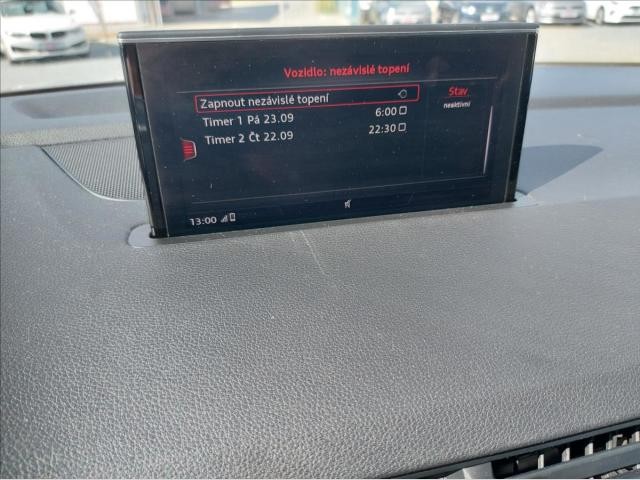 Vozidlo: nezávislé topení
Zapnout nezávislé topení
Stav
neaktivní
Timer 1 Pá 23.09 6:00
Timer 2 Čt 22.09 22:30
13:00